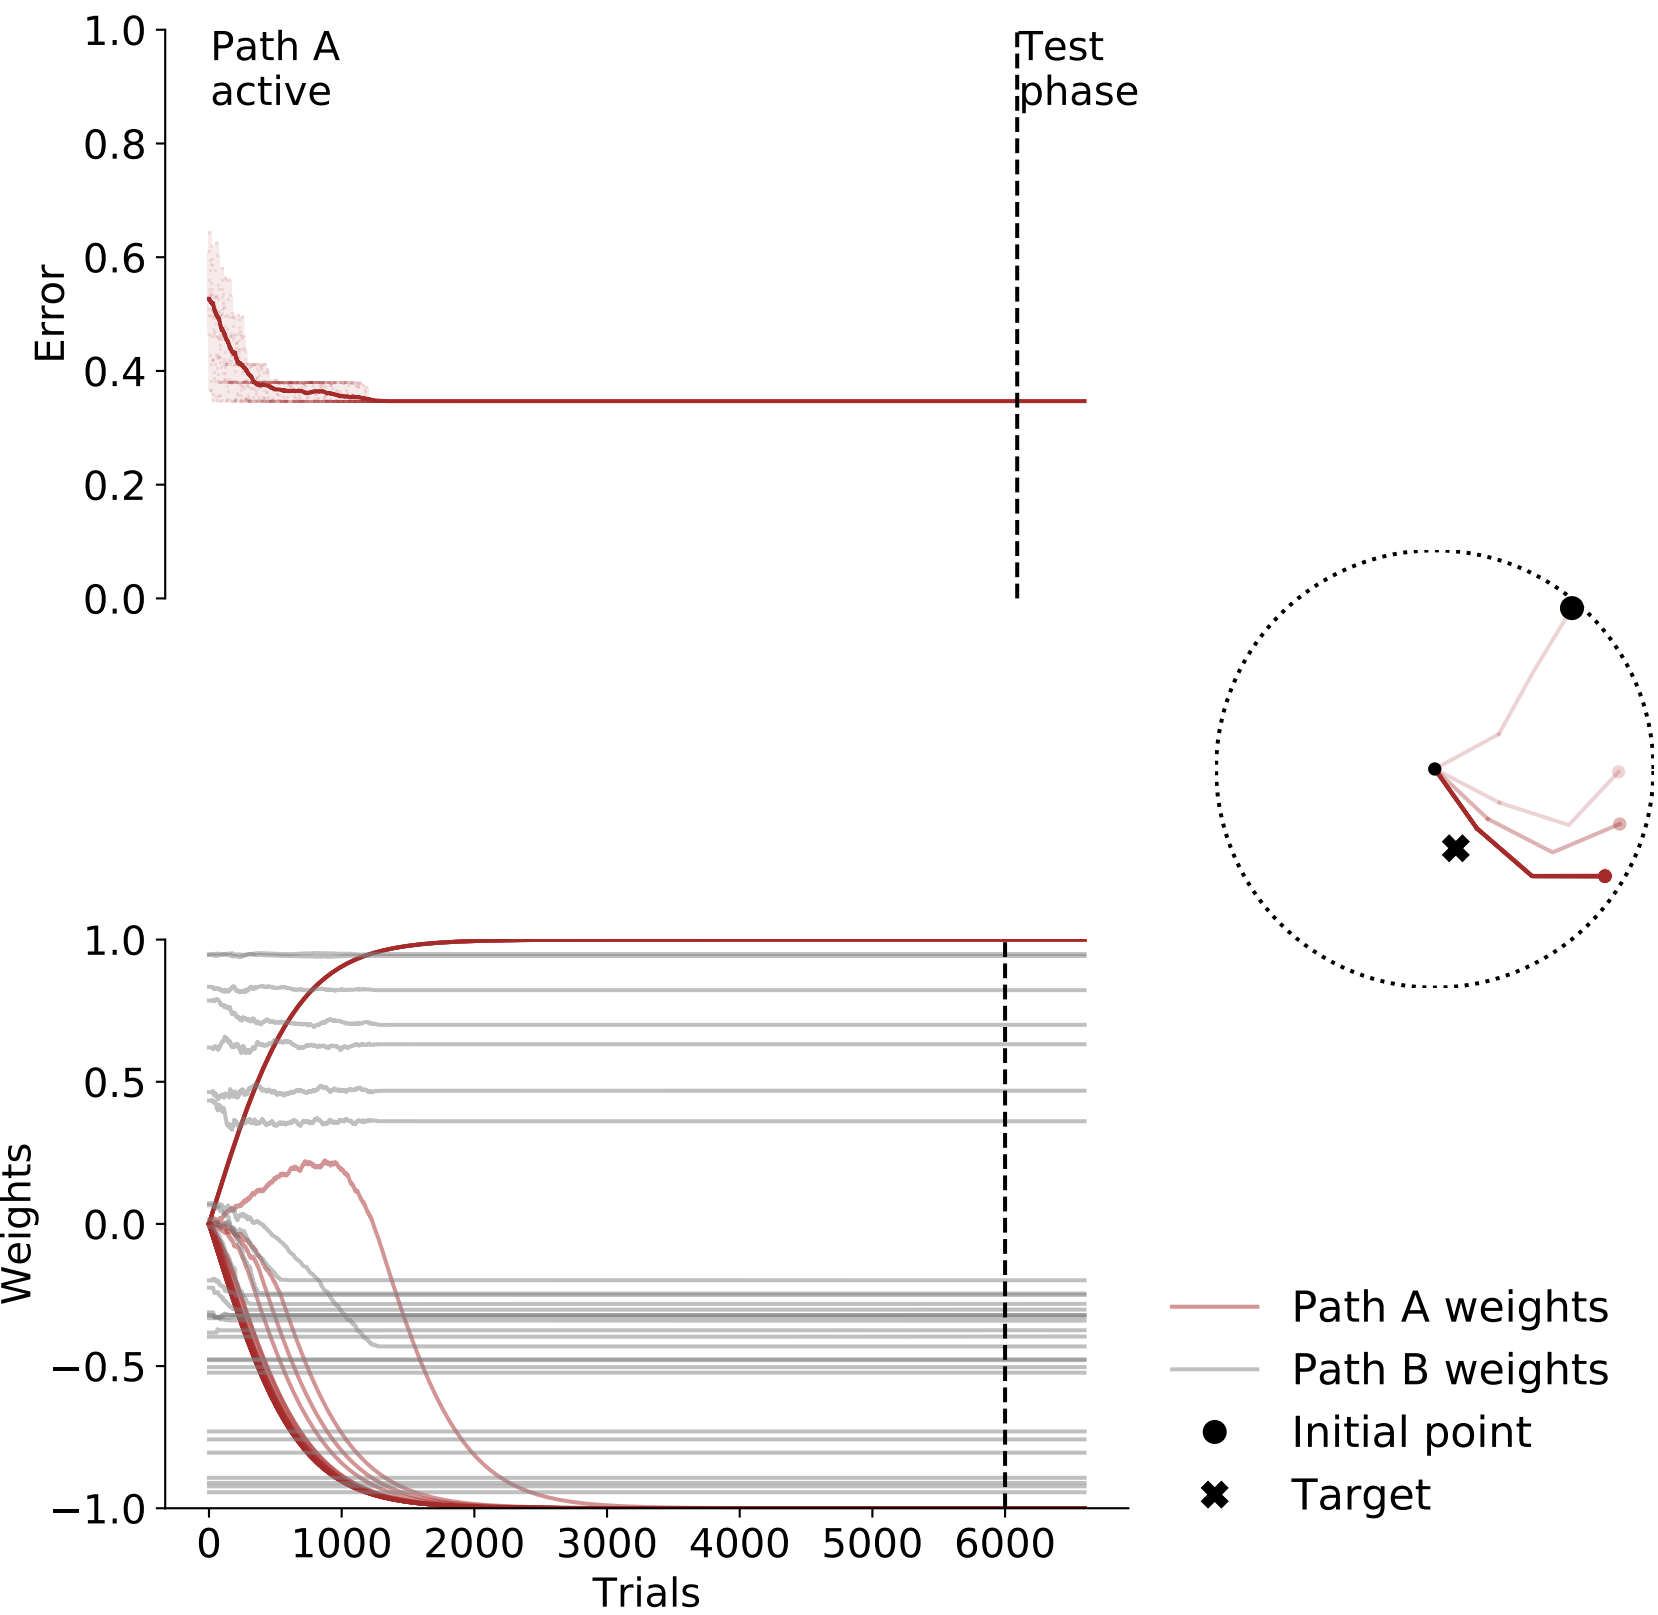 Path A
active
Test
phase
1.0
0.8
0.6
0.4
0.2
0.0
Error
1.0
0.5
0.0
−0.5
−1.0
Weights
0
1000
2000
3000
4000
5000
6000
Trials
Path A weights
Path B weights
Initial point
Target